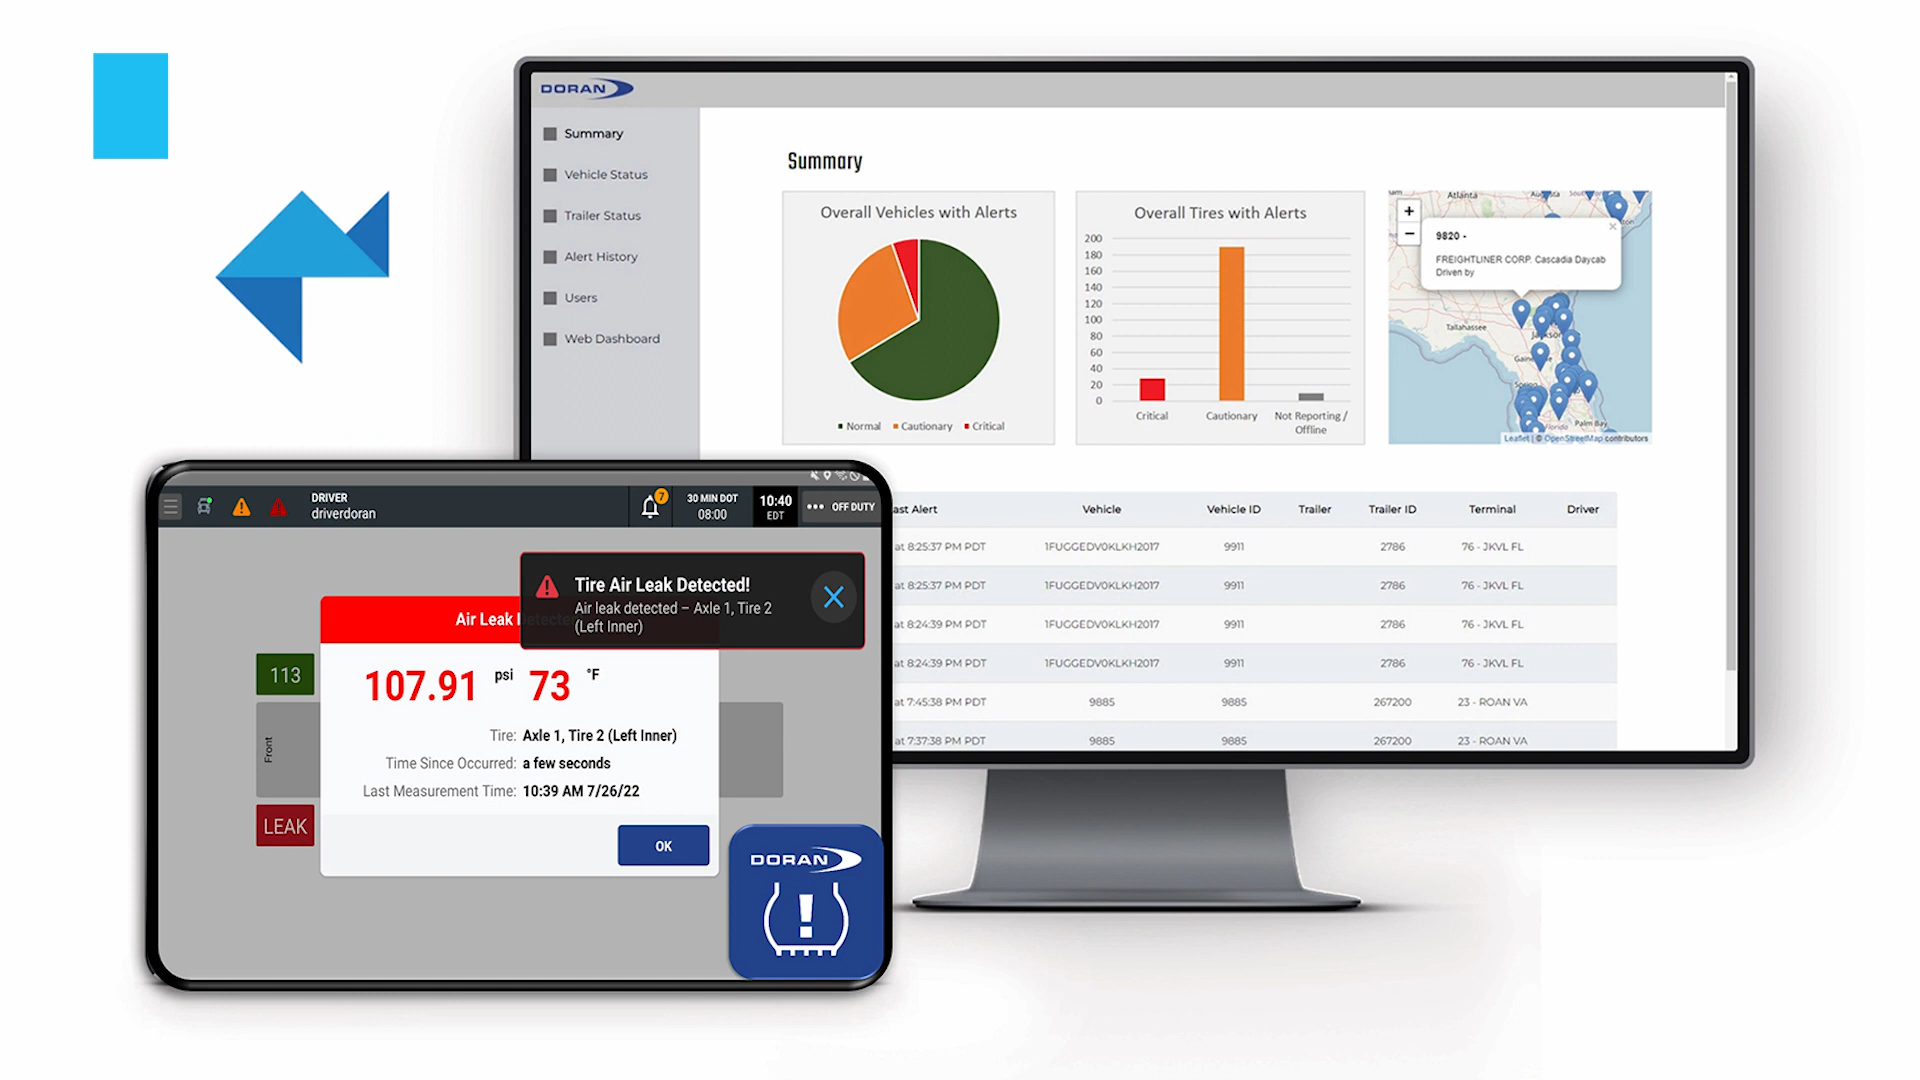 DORAN
Summary
Vehicle Status
Trailer Status
Alert History
Users
Web Dashboard
Summary
Overall Vehicles with Alerts
Normal Cautionary Critical
Overall Tires with Alerts
200
180
160
140
120
100
80
60
40
20
0
Critical Cautionary Not Reporting /
Offline
Atlanta
Augusta
+
−
9820 -
FREIGHTLINER CORP. Cascadia Daycab
Driven by
Tallahassee
Palm Bay
Leaflet | © OpenStreetMap contributors
ast Alert Vehicle Vehicle ID Trailer Trailer ID Terminal Driver
at 8:25:37 PM PDT 1FUGGEDV0KLKH2017 9911 2786 76 - JKVL FL
at 8:25:37 PM PDT 1FUGGEDV0KLKH2017 9911 2786 76 - JKVL FL
at 8:24:39 PM PDT 1FUGGEDV0KLKH2017 9911 2786 76 - JKVL FL
at 8:24:39 PM PDT 1FUGGEDV0KLKH2017 9911 2786 76 - JKVL FL
at 7:45:38 PM PDT 9885 9885 267200 23 - ROAN VA
at 7:37:38 PM PDT 9885 9885 267200 23 - ROAN VA
DRIVER
driverdoran
7
30 MIN DOT
08:00
10:40
EDT
OFF DUTY
Tire Air Leak Detected!
Air leak detected – Axle 1, Tire 2
(Left Inner)
Air Leak Detected
113
107.91 psi 73 °F
Front
Tire: Axle 1, Tire 2 (Left Inner)
Time Since Occurred: a few seconds
Last Measurement Time: 10:39 AM 7/26/22
LEAK
OK
DORAN